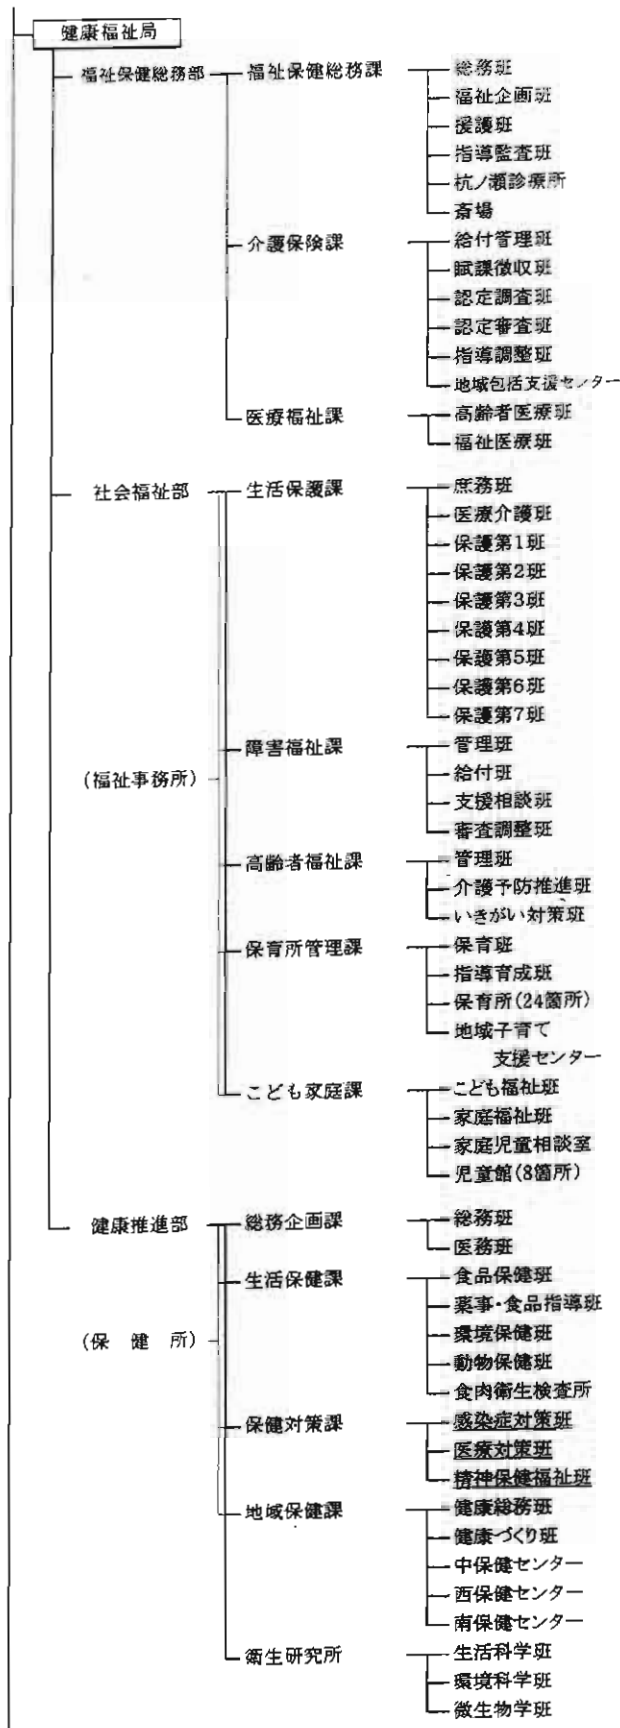 健康福祉局
福祉保健総務部 福祉保健総務課 総務班
福祉企画班
援護班
指導監査班
杭ノ瀬診療所
斎場
介護保険課 給付管理班
賦課徴収班
認定調査班
認定審査班
指導調整班
地域包括支援センター
医療福祉課 高齢者医療班
福祉医療班
社会福祉部 生活保護課 庶務班
医療介護班
保護第1班
保護第2班
保護第3班
保護第4班
保護第5班
保護第6班
保護第7班
障害福祉課 管理班
(福祉事務所) 給付班
支援相談班
審査調整班
高齢者福祉課 管理班
介護予防推進班
いきがい対策班
保育所管理課 保育班
指導育成班
保育所(24箇所)
地域子育て
支援センター
こども家庭課 こども福祉班
家庭福祉班
家庭児童相談室
児童館(8箇所)
健康推進部 総務企画課 総務班
医務班
生活保健課 食品保健班
薬事・食品指導班
(保健所) 環境保健班
動物保健班
食肉衛生検査所
保健対策課 感染症対策班
医療対策班
精神保健福祉班
地域保健課 健康総務班
健康づくり班
中保健センター
西保健センター
南保健センター
衛生研究所 生活科学班
環境科学班
微生物学班